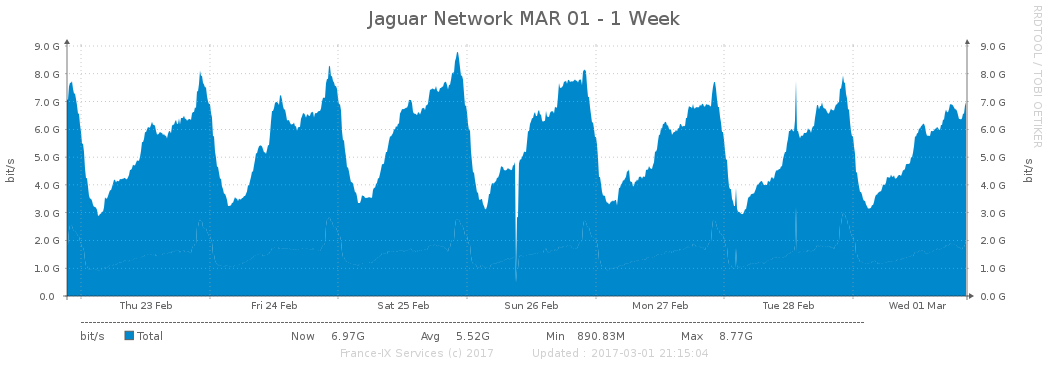 Jaguar Network MAR 01 - 1 Week
RRDTOOL / TOBI OETIKER
bit/s
9.0 G 9.0 G
8.0 G 8.0 G
7.0 G 7.0 G
6.0 G 6.0 G
5.0 G 5.0 G
4.0 G 4.0 G
3.0 G 3.0 G
2.0 G 2.0 G
1.0 G 1.0 G
0.0 0.0 G
bit/s
Thu 23 Feb Fri 24 Feb Sat 25 Feb Sun 26 Feb Mon 27 Feb Tue 28 Feb Wed 01 Mar
bit/s Total Now 6.97G Avg 5.52G Min 890.83M Max 8.77G
France-IX Services (c) 2017 Updated : 2017-03-01 21:15:04